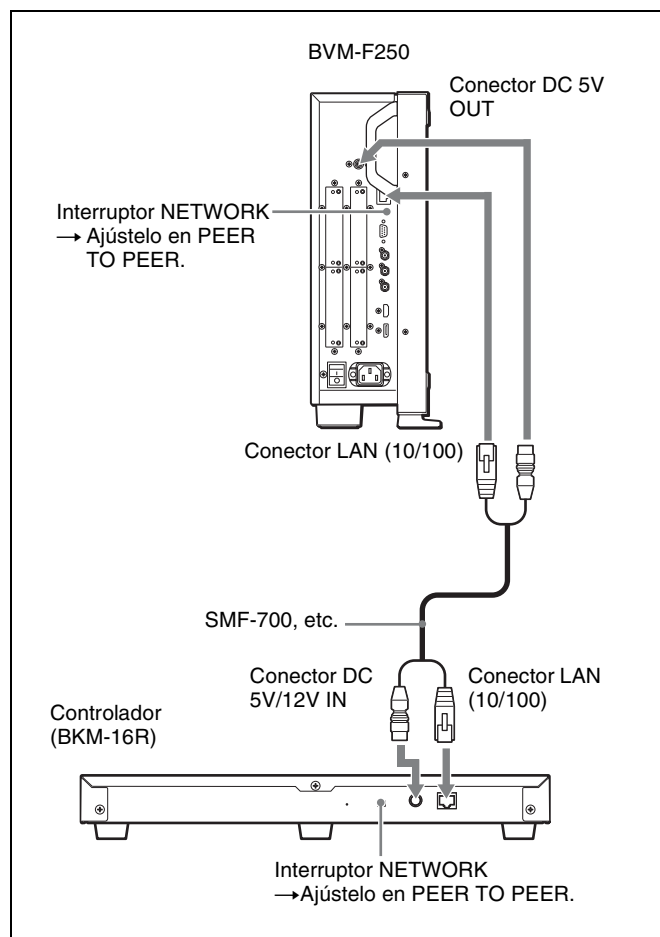 BVM-F250
Conector DC 5V
OUT
Interruptor NETWORK
→ Ajústelo en PEER
TO PEER.
Conector LAN (10/100)
SMF-700, etc.
Conector DC
5V/12V IN
Conector LAN
(10/100)
Controlador
(BKM-16R)
Interruptor NETWORK
→Ajústelo en PEER TO PEER.